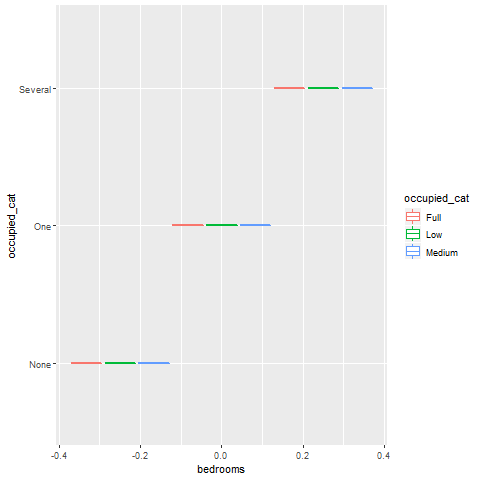 Several
One
None
occupied_cat
-0.4 -0.2 0.0 0.2 0.4
bedrooms
occupied_cat
Full
Low
Medium